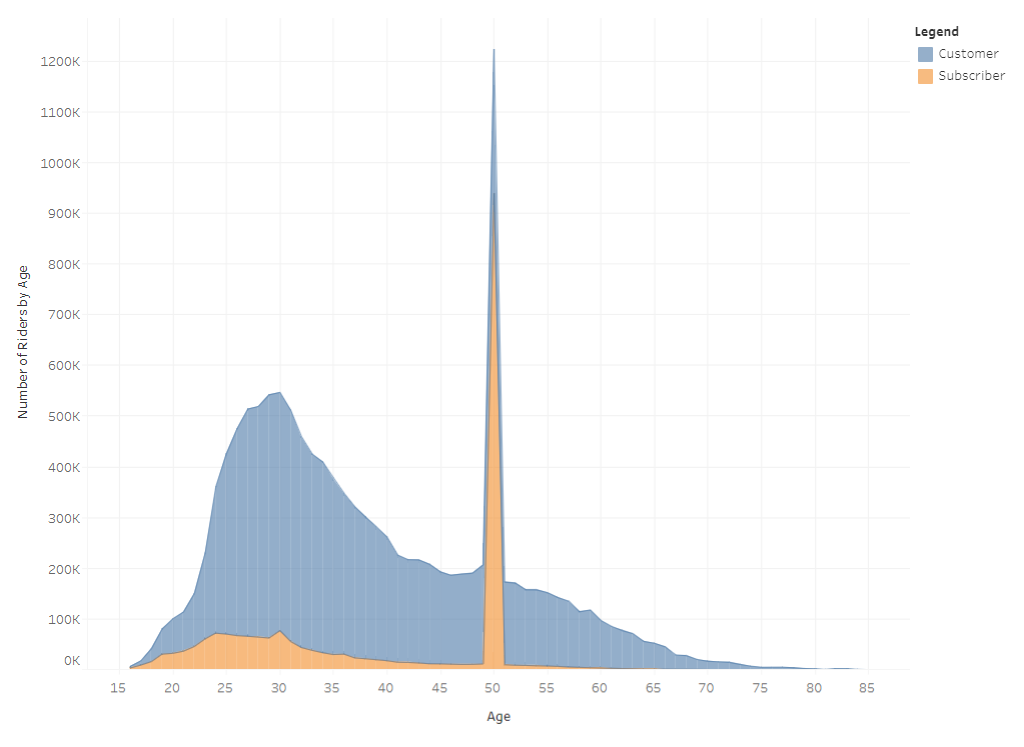 Legend
Customer
Subscriber
1200K
1100K
1000K
900K
800K
700K
600K
500K
400K
300K
200K
100K
0K
Number of Riders by Age
15 20 25 30 35 40 45 50 55 60 65 70 75 80 85
Age